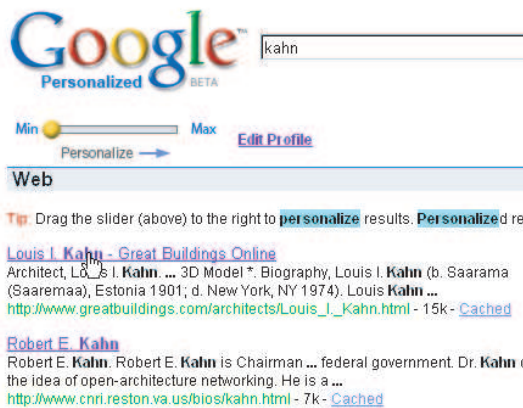 Google™
kahn
Personalized BETA
Min Max
Edit Profile
Personalize
Web
Tip: Drag the slider (above) to the right to personalize results. Personalized re
Louis I. Kahn - Great Buildings Online
Architect, Lo s I. Kahn. ... 3D Model *. Biography, Louis I. Kahn (b. Saarama
(Saaremaa), Estonia 1901; d. New York, NY 1974). Louis Kahn ...
http://www.greatbuildings.com/architects/Louis_I._Kahn.html - 15k - Cached
Robert E. Kahn
Robert E. Kahn. Robert E. Kahn is Chairman ... federal government. Dr. Kahn
the idea of open-architecture networking. He is a ...
http://www.cnri.reston.va.us/bios/kahn.html - 7k - Cached